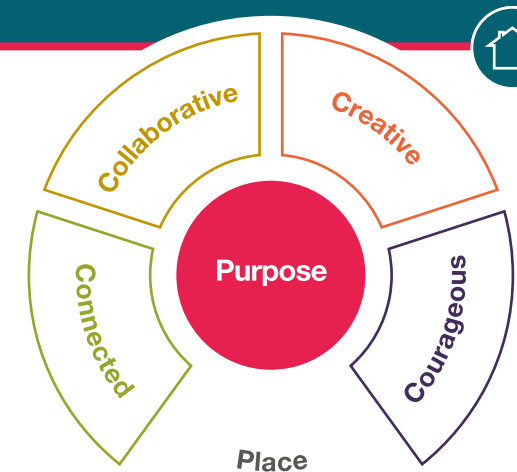 Collaborative
Creative
Connected
Purpose
Courageous
Place